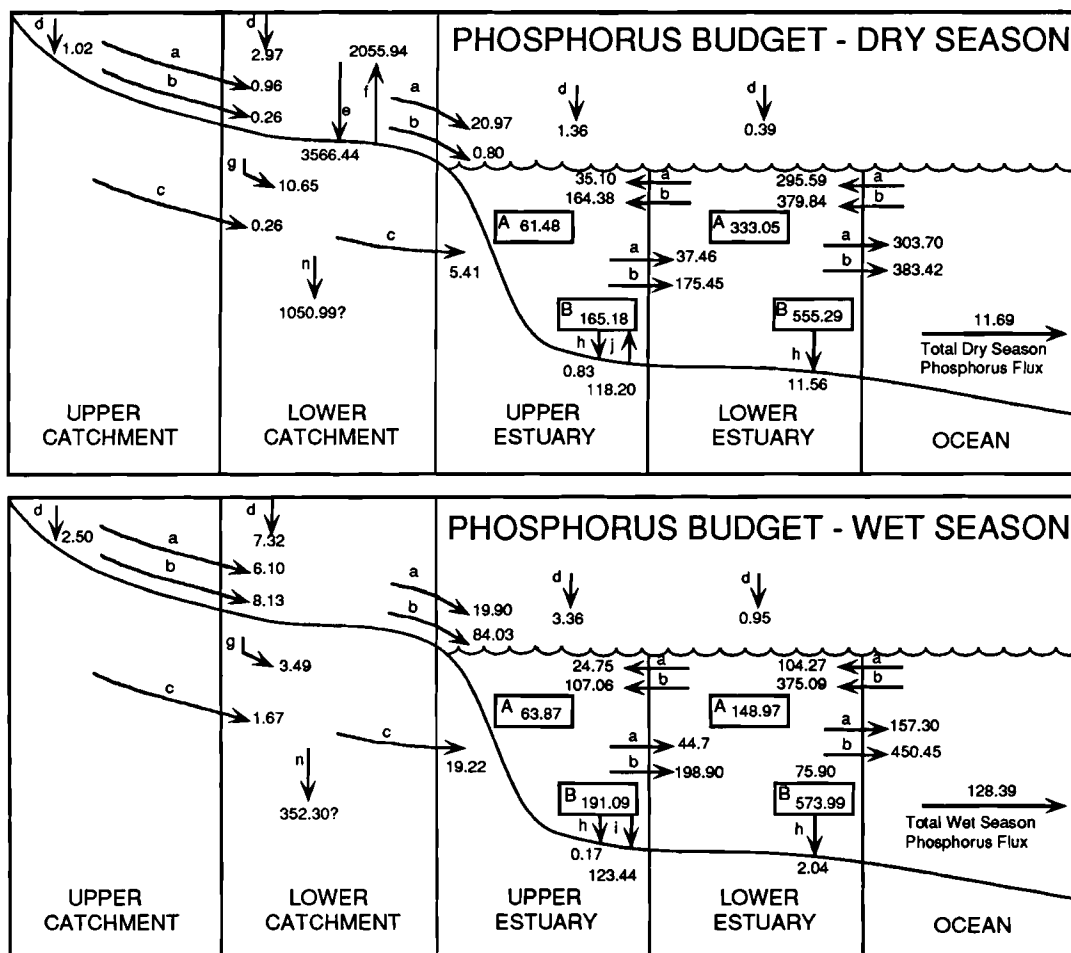 PHOSPHORUS BUDGET - DRY SEASON
d
1.02
a
b
d
2.97
0.96
0.26
2055.94
e
f
3566.44
a
b
20.97
0.80
d
1.36
d
0.39
g
10.65
c
0.26
n
1050.99?
c
5.41
35.10
a
164.38
b
295.59
a
379.84
b
A 61.48
A 333.05
a
37.46
b
175.45
a
303.70
b
383.42
B 165.18
B 555.29
h
j
0.83
118.20
h
11.56
11.69
Total Dry Season
Phosphorus Flux
UPPER
CATCHMENT
LOWER
CATCHMENT
UPPER
ESTUARY
LOWER
ESTUARY
OCEAN
PHOSPHORUS BUDGET - WET SEASON
d
2.50
a
b
d
7.32
6.10
8.13
a
b
19.90
84.03
d
3.36
d
0.95
g
3.49
c
1.67
n
352.30?
c
19.22
24.75
a
107.06
b
104.27
a
375.09
b
A 63.87
A 148.97
a
44.7
b
198.90
a
157.30
b
450.45
75.90
B 191.09
B 573.99
h
i
0.17
123.44
h
2.04
128.39
Total Wet Season
Phosphorus Flux
UPPER
CATCHMENT
LOWER
CATCHMENT
UPPER
ESTUARY
LOWER
ESTUARY
OCEAN